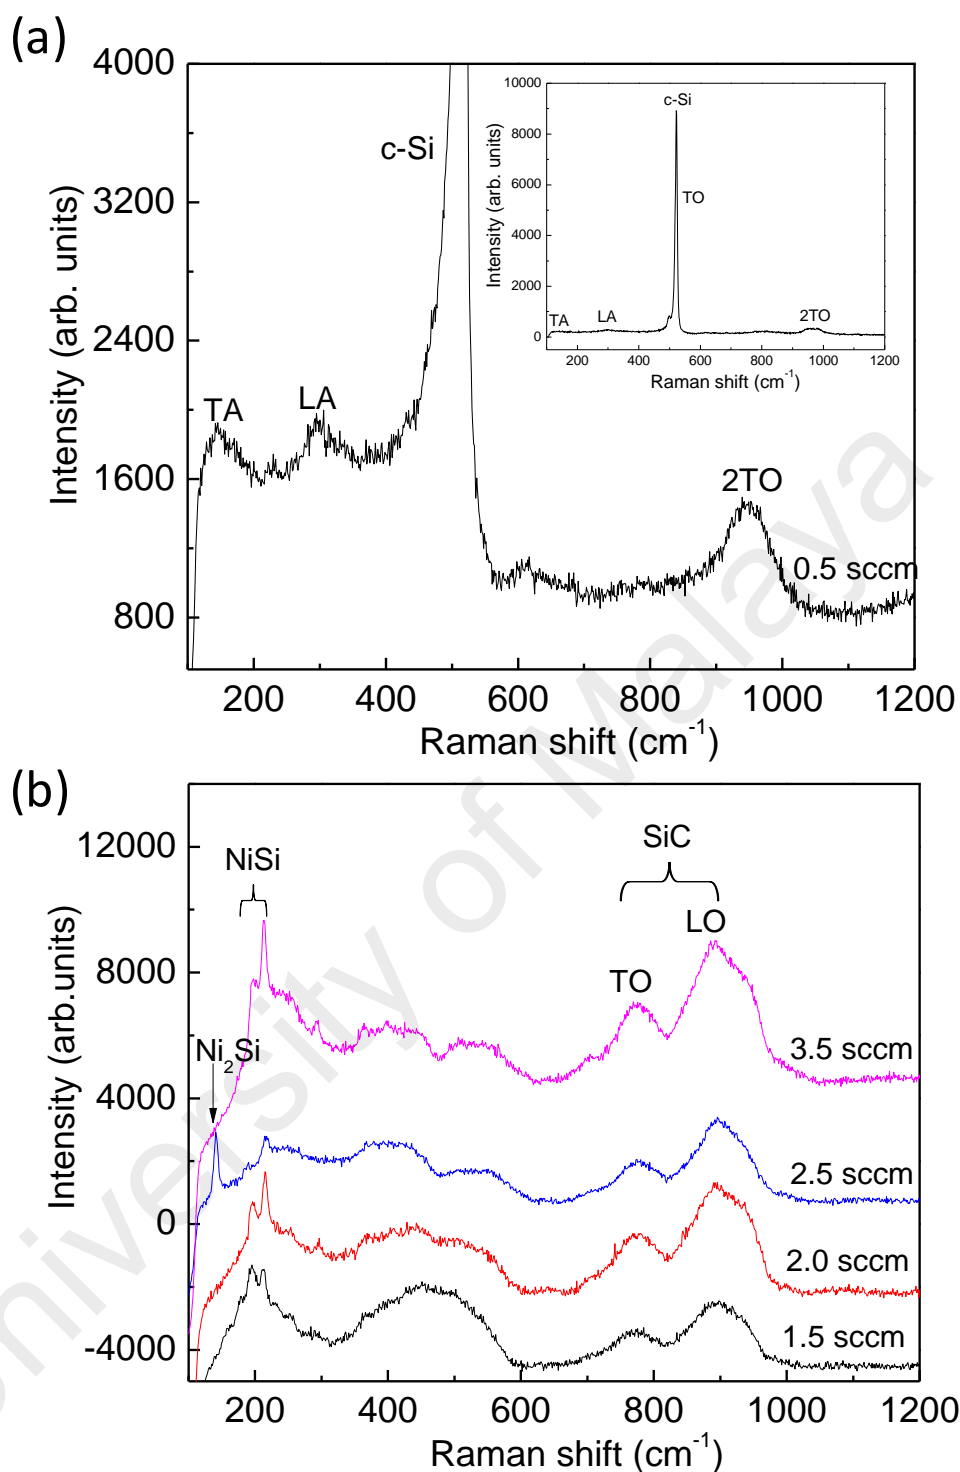 (a)
4000
3200
2400
1600
800
Intensity (arb. units)
c-Si
TA
LA
2TO
0.5 sccm
200 400 600 800 1000 1200
Raman shift (cm-1)
10000
8000
6000
4000
2000
0
Intensity (arb. units)
c-Si
TO
TA
LA
2TO
200 400 600 800 1000 1200
Raman shift (cm-1)
(b)
12000
8000
4000
0
-4000
Intensity (arb.units)
NiSi
SiC
LO
TO
Ni2Si
3.5 sccm
2.5 sccm
2.0 sccm
1.5 sccm
200 400 600 800 1000 1200
Raman shift (cm-1)
University of Malaya